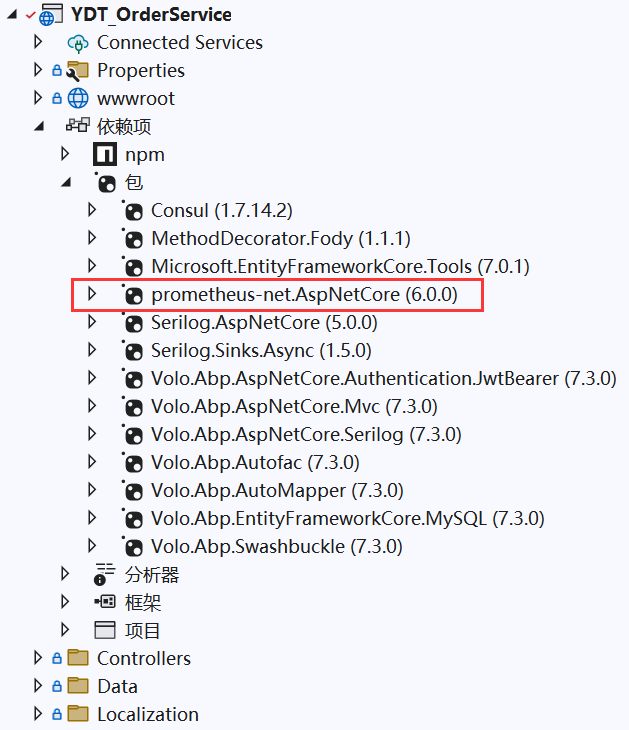 YDT_OrderService
Connected Services
Properties
wwwroot
依赖项
npm
包
Consul (1.7.14.2)
MethodDecorator.Fody (1.1.1)
Microsoft.EntityFrameworkCore.Tools (7.0.1)
prometheus-net.AspNetCore (6.0.0)
Serilog.AspNetCore (5.0.0)
Serilog.Sinks.Async (1.5.0)
Volo.Abp.AspNetCore.Authentication.JwtBearer (7.3.0)
Volo.Abp.AspNetCore.Mvc (7.3.0)
Volo.Abp.AspNetCore.Serilog (7.3.0)
Volo.Abp.Autofac (7.3.0)
Volo.Abp.AutoMapper (7.3.0)
Volo.Abp.EntityFrameworkCore.MySQL (7.3.0)
Volo.Abp.Swashbuckle (7.3.0)
分析器
框架
项目
Controllers
Data
Localization